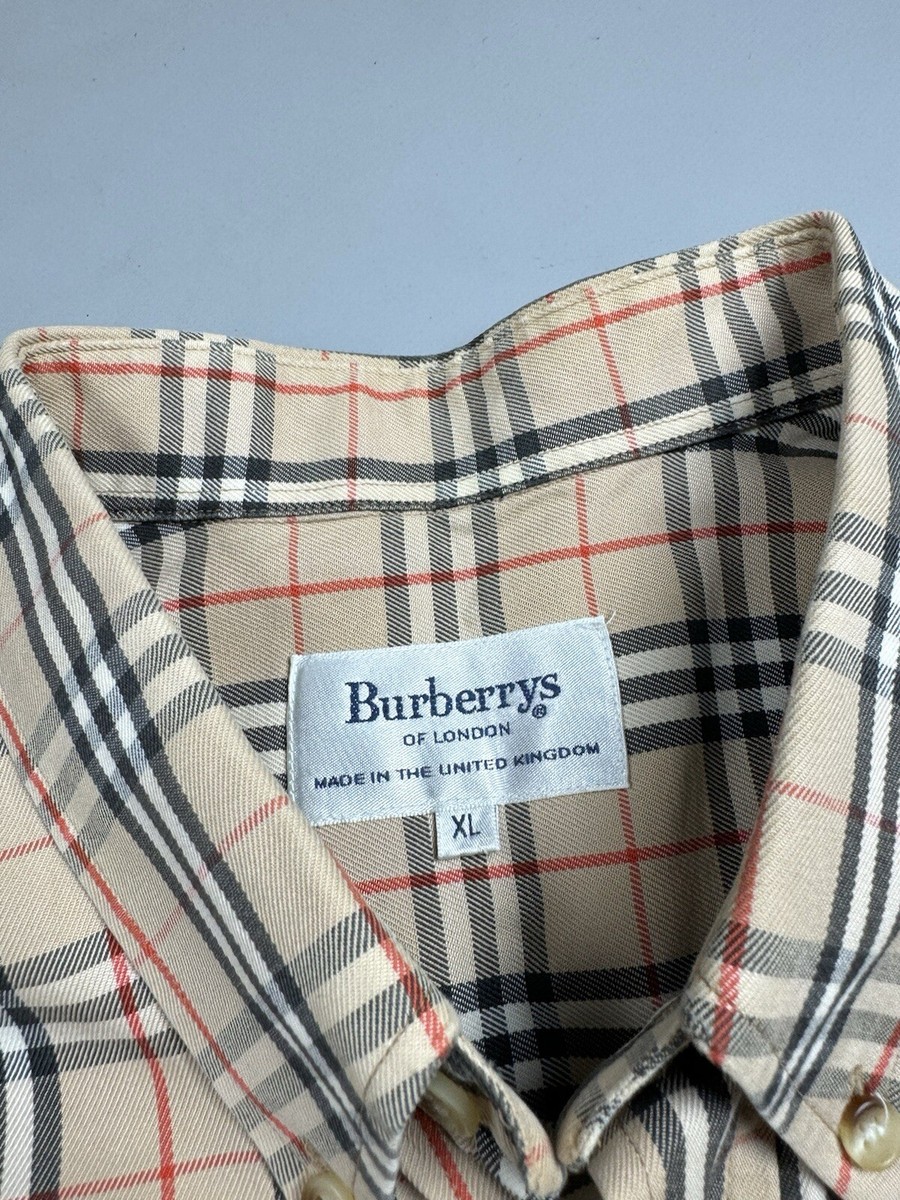 Burberrys®
OF LONDON
MADE IN THE UNITED KINGDOM
XL